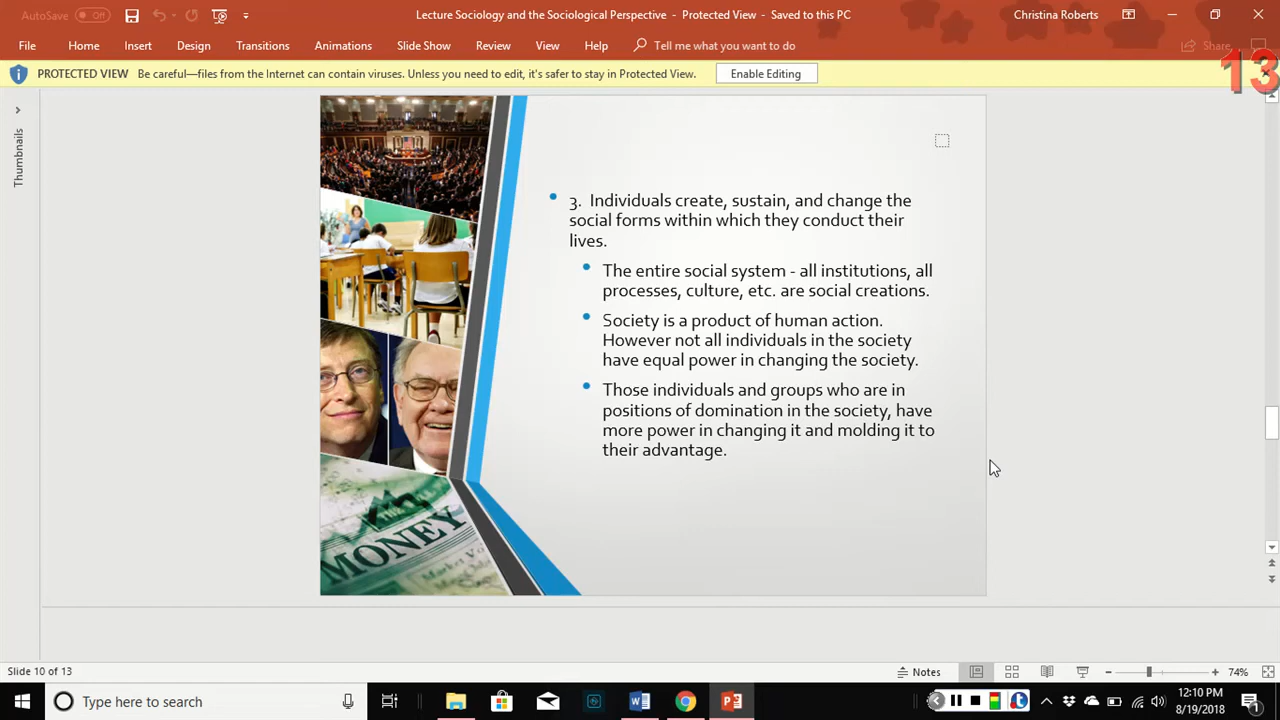 AutoSave Off
Lecture Sociology and the Sociological Perspective - Protected View - Saved to this PC
Christina Roberts
File Home Insert Design Transitions Animations Slide Show Review View Help Tell me what you want to do Share
PROTECTED VIEW Be careful—files from the Internet can contain viruses. Unless you need to edit, it's safer to stay in Protected View. Enable Editing
13
Thumbnails
3. Individuals create, sustain, and change the
social forms within which they conduct their
lives.
The entire social system - all institutions, all
processes, culture, etc. are social creations.
Society is a product of human action.
However not all individuals in the society
have equal power in changing the society.
Those individuals and groups who are in
positions of domination in the society, have
more power in changing it and molding it to
their advantage.
MONEY
Slide 10 of 13
Notes
74%
Type here to search
12:10 PM
8/19/2018